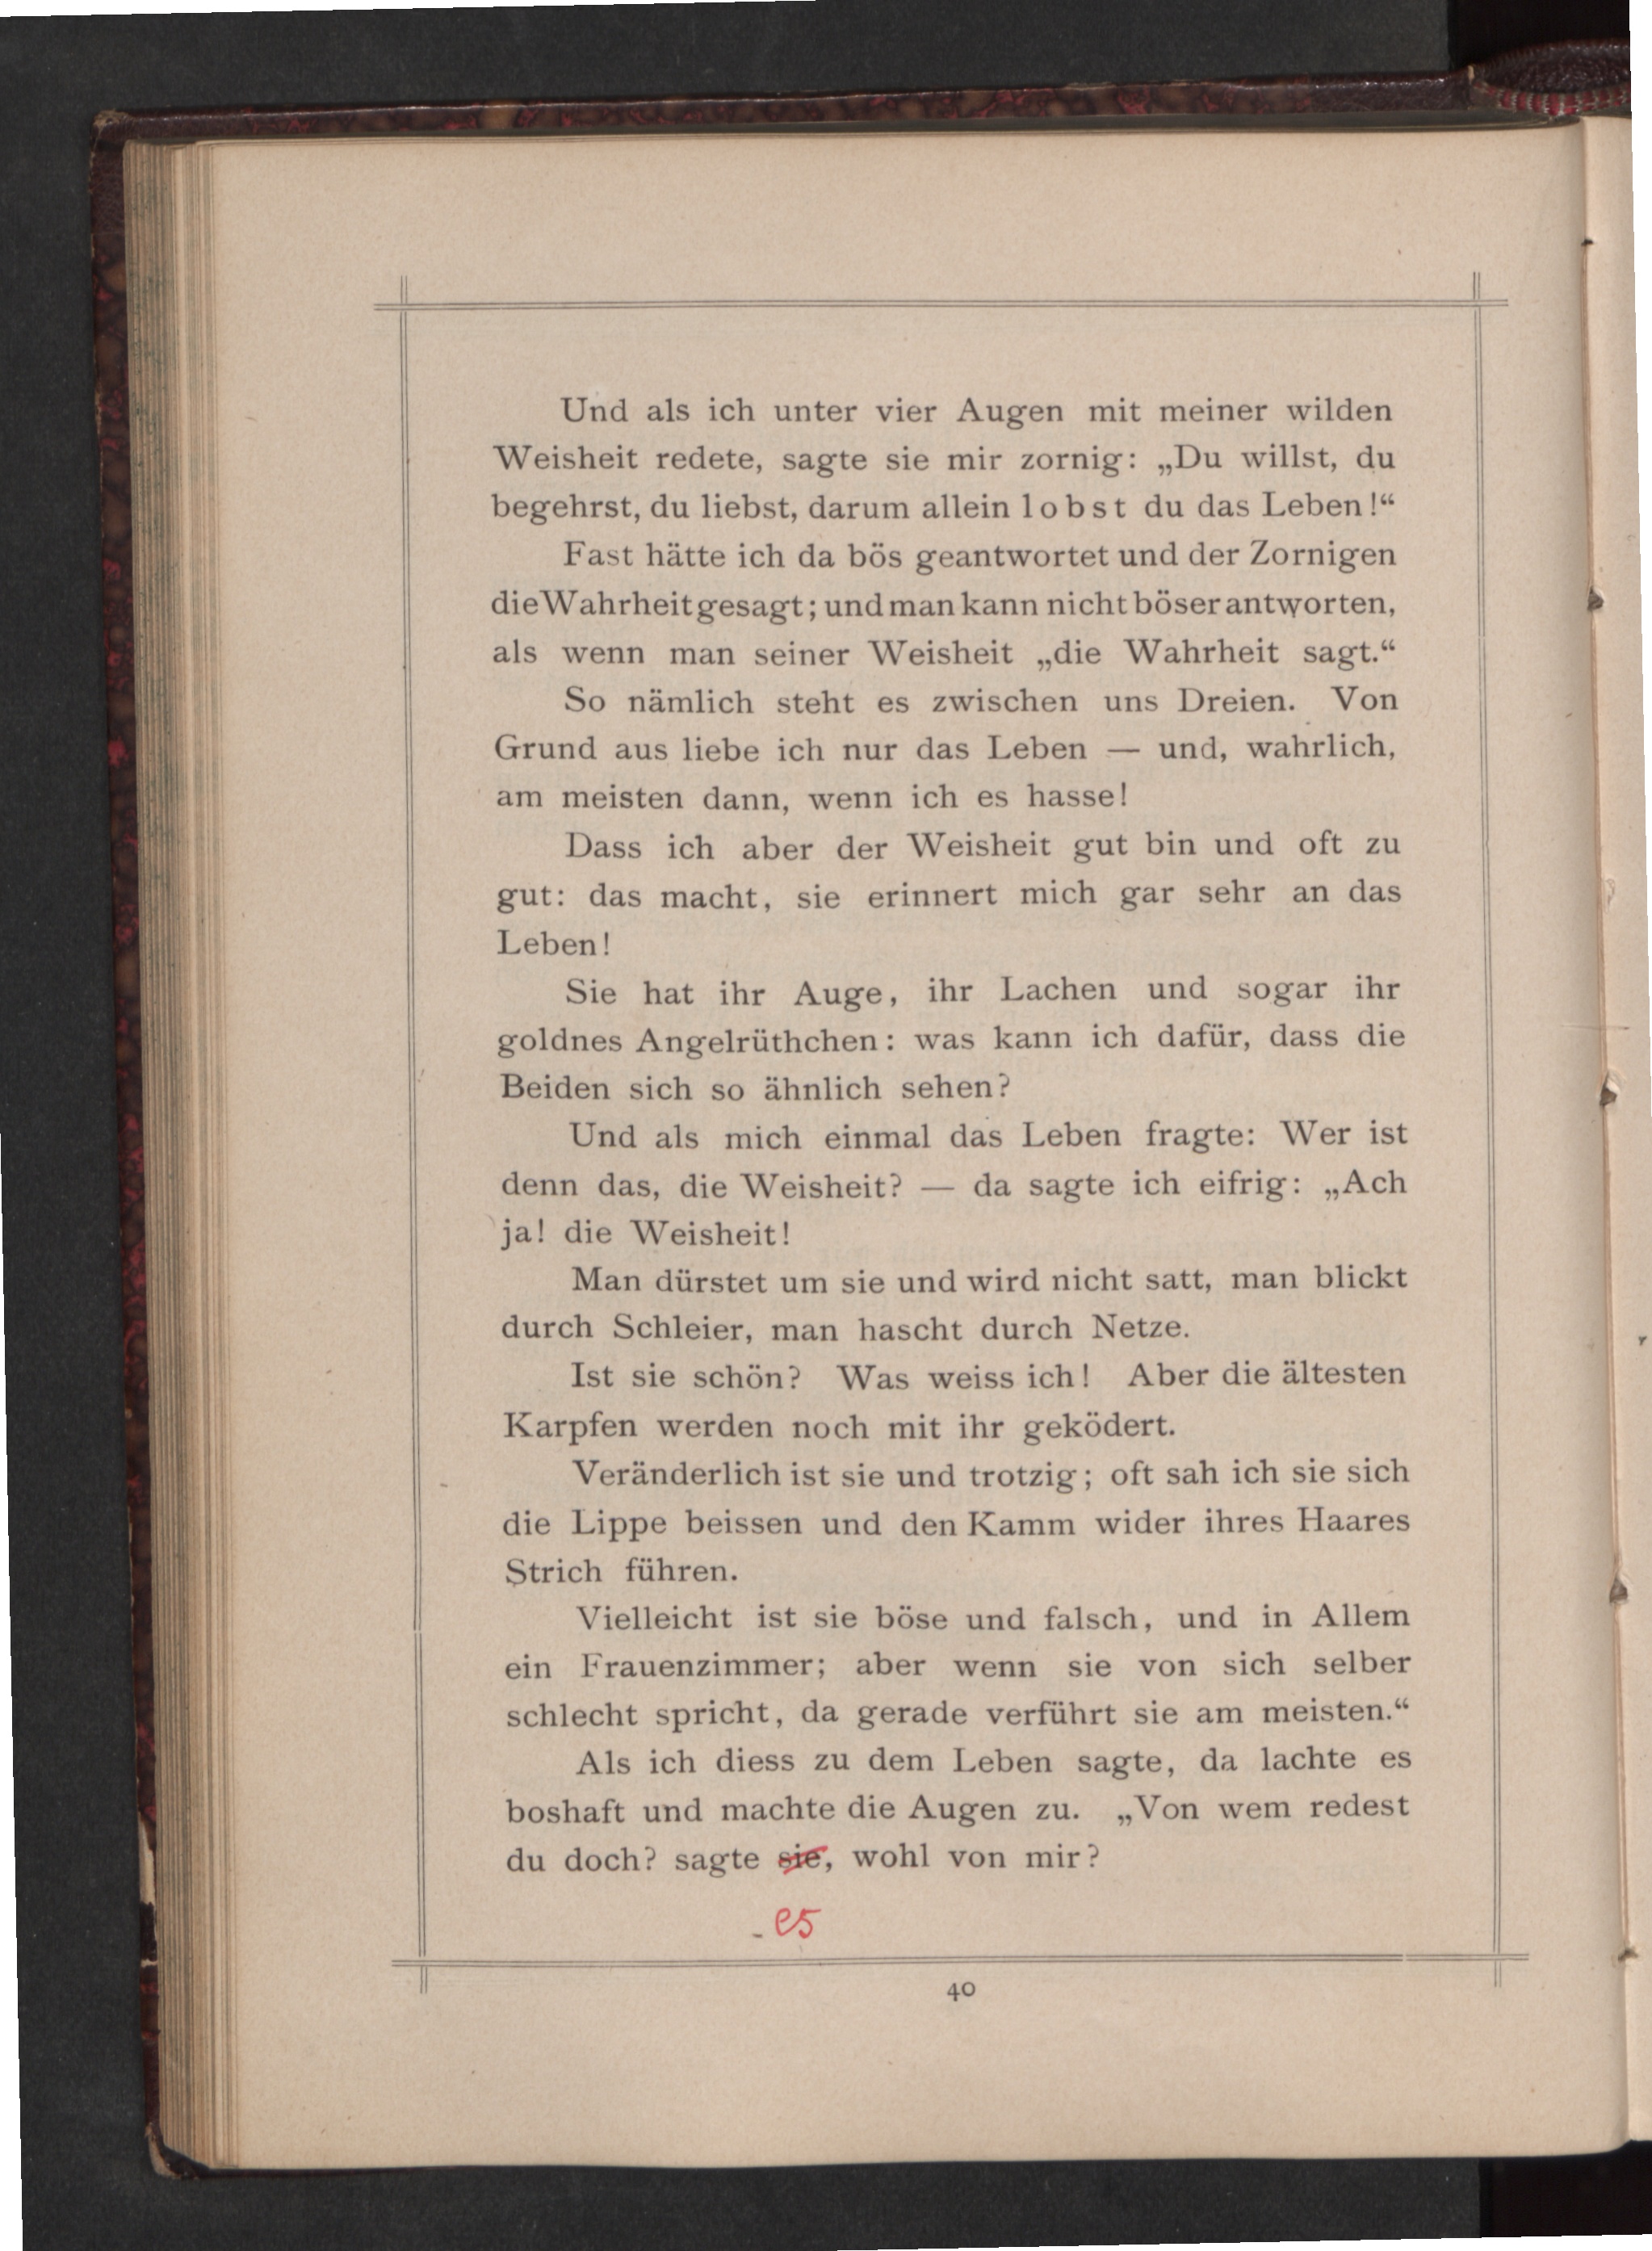 Und als ich unter vier Augen mit meiner wilden
Weisheit redete, sagte sie mir zornig: „Du willst, du
begehrst, du liebst, darum allein lobst du das Leben!“
Fast hätte ich da bös geantwortet und der Zornigen
die Wahrheit gesagt; und man kann nicht böser antworten,
als wenn man seiner Weisheit „die Wahrheit sagt.“
So nämlich steht es zwischen uns Dreien. Von
Grund aus liebe ich nur das Leben — und, wahrlich,
am meisten dann, wenn ich es hasse!
Dass ich aber der Weisheit gut bin und oft zu
gut: das macht, sie erinnert mich gar sehr an das
Leben!
Sie hat ihr Auge, ihr Lachen und sogar ihr
goldnes Angelrüthchen: was kann ich dafür, dass die
Beiden sich so ähnlich sehen?
Und als mich einmal das Leben fragte: Wer ist
denn das, die Weisheit? — da sagte ich eifrig: „Ach
ja! die Weisheit!
Man dürstet um sie und wird nicht satt, man blickt
durch Schleier, man hascht durch Netze.
Ist sie schön? Was weiss ich! Aber die ältesten
Karpfen werden noch mit ihr geködert.
Veränderlich ist sie und trotzig; oft sah ich sie sich
die Lippe beissen und den Kamm wider ihres Haares
Strich führen.
Vielleicht ist sie böse und falsch, und in Allem
ein Frauenzimmer; aber wenn sie von sich selber
schlecht spricht, da gerade verführt sie am meisten.“
Als ich diess zu dem Leben sagte, da lachte es
boshaft und machte die Augen zu. „Von wem redest
du doch? sagte sie, wohl von mir?
es
40